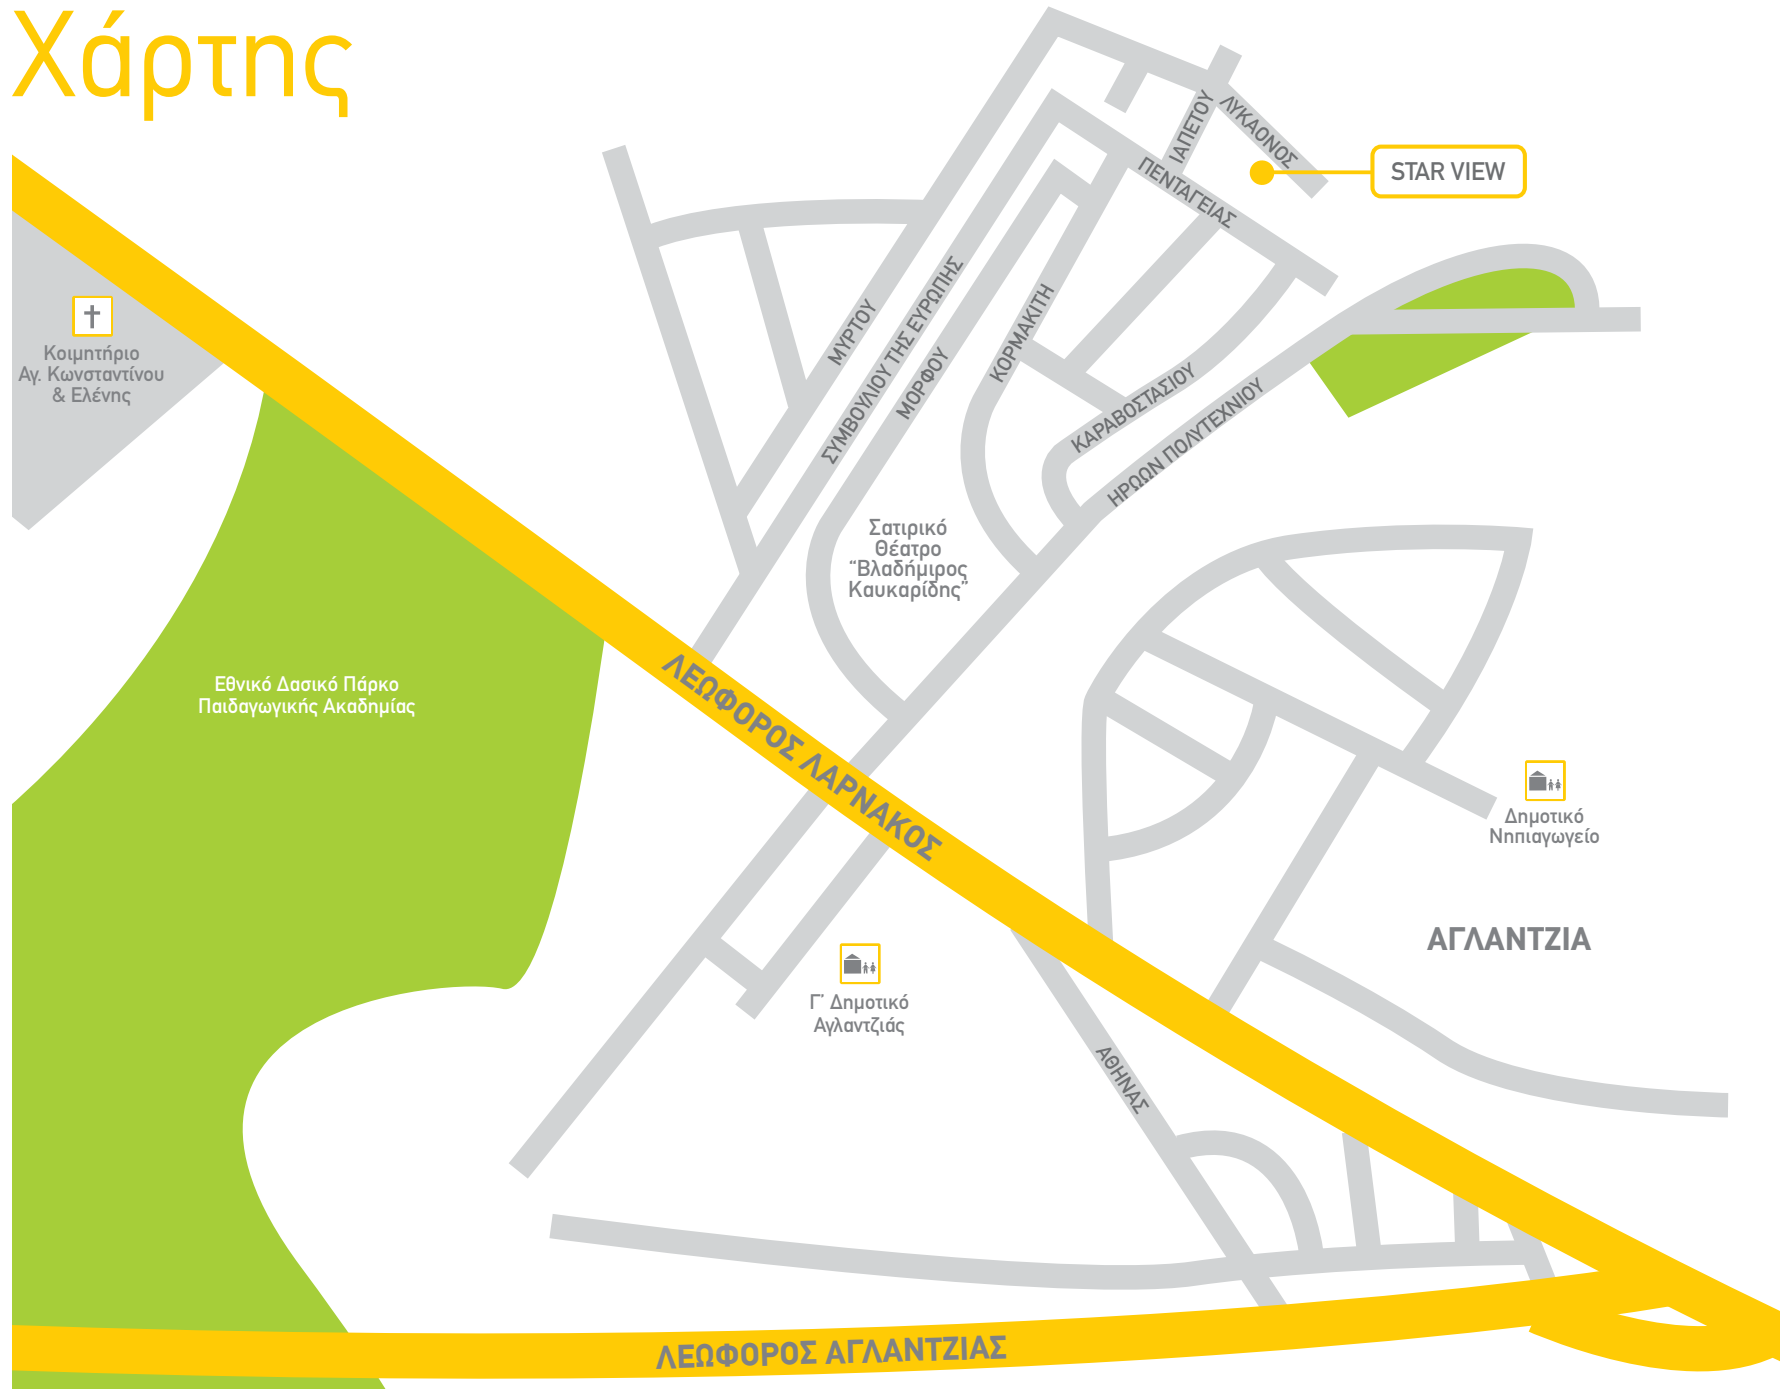 Χάρτης
ΙΑΠΕΤΟΥ
ΛΥΚΑΟΝΟΣ
STAR VIEW
ΠΕΝΤΑΓΕΙΑΣ
ΜΥΡΤΟΥ
ΣΥΜΒΟΥΛΙΟΥ ΤΗΣ ΕΥΡΩΠΗΣ
ΜΟΡΦΟΥ
ΚΟΡΜΑΚΙΤΗ
ΚΑΡΑΒΟΣΤΑΣΙΟΥ
ΗΡΩΩΝ ΠΟΛΥΤΕΧΝΙΟΥ
Κοιμητήριο
Αγ. Κωνσταντίνου
& Ελένης
Σατιρικό
Θέατρο
“Βλαδήμιρος
Καυκαρίδης”
Εθνικό Δασικό Πάρκο
Παιδαγωγικής Ακαδημίας
ΛΕΩΦΟΡΟΣ ΛΑΡΝΑΚΟΣ
Δημοτικό
Νηπιαγωγείο
ΑΓΛΑΝΤΖΙΑ
Γ’ Δημοτικό
Αγλαντζιάς
ΑΘΗΝΑΣ
ΛΕΩΦΟΡΟΣ ΑΓΛΑΝΤΖΙΑΣ